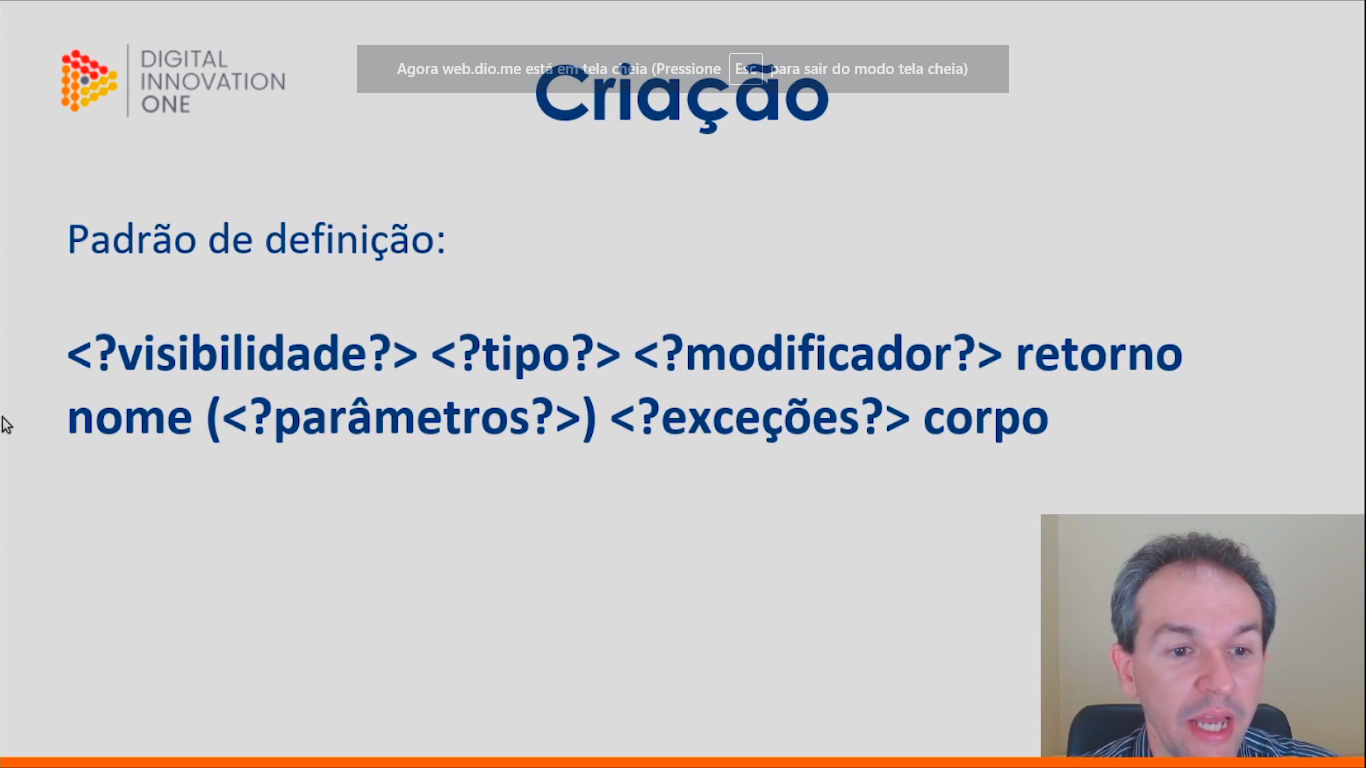 DIGITAL
INNOVATION
ONE
Agora web.dio.me está em tela cheia (Pressione Esc para sair do modo tela cheia)
Criação
Padrão de definição:
<?visibilidade?> <?tipo?> <?modificador?> retorno
nome (<?parâmetros?>) <?exceções?> corpo